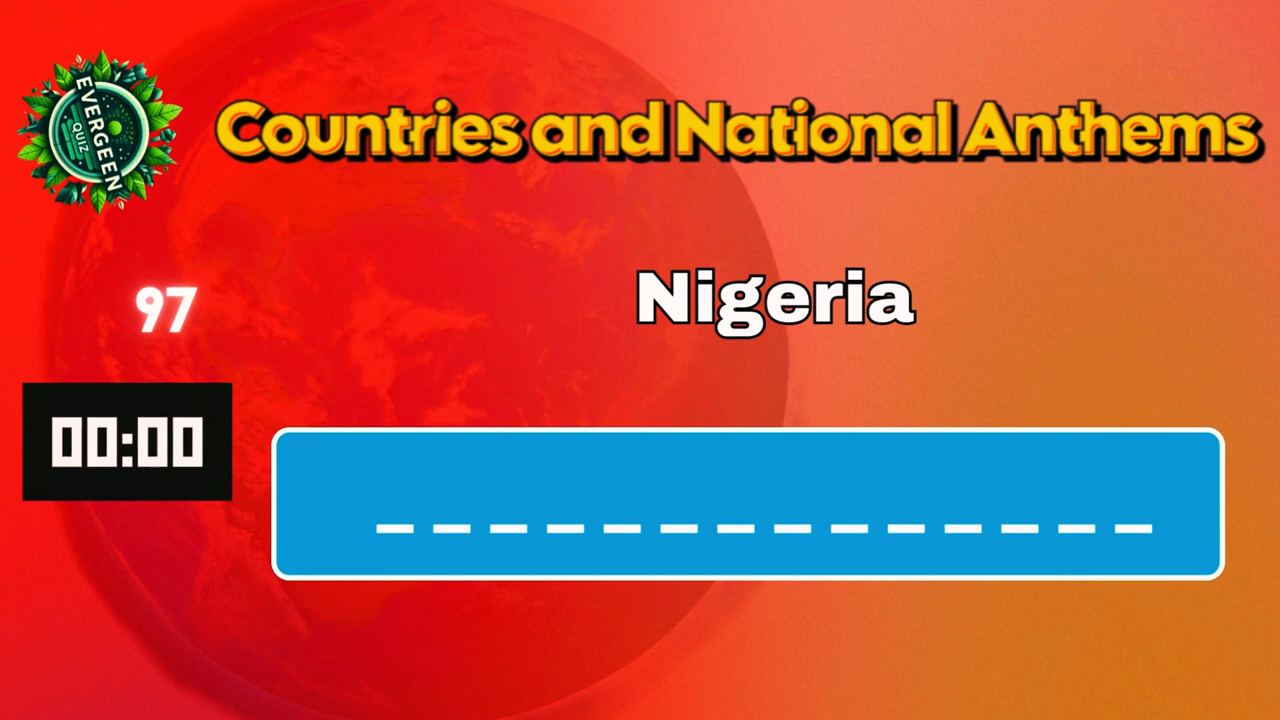 EVERGEEN
QUIZ
Countries and National Anthems
97
Nigeria
00:00
_ _ _ _ _ _ _ _ _ _ _ _ _ _